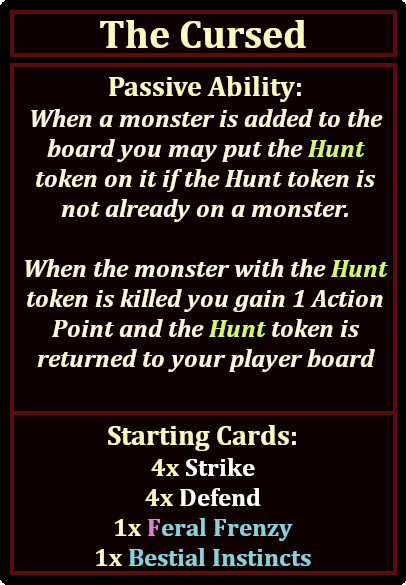 The Cursed
Passive Ability:
When a monster is added to the
board you may put the Hunt
token on it if the Hunt token is
not already on a monster.
When the monster with the Hunt
token is killed you gain 1 Action
Point and the Hunt token is
returned to your player board
Starting Cards:
4x Strike
4x Defend
1x Feral Frenzy
1x Bestial Instincts